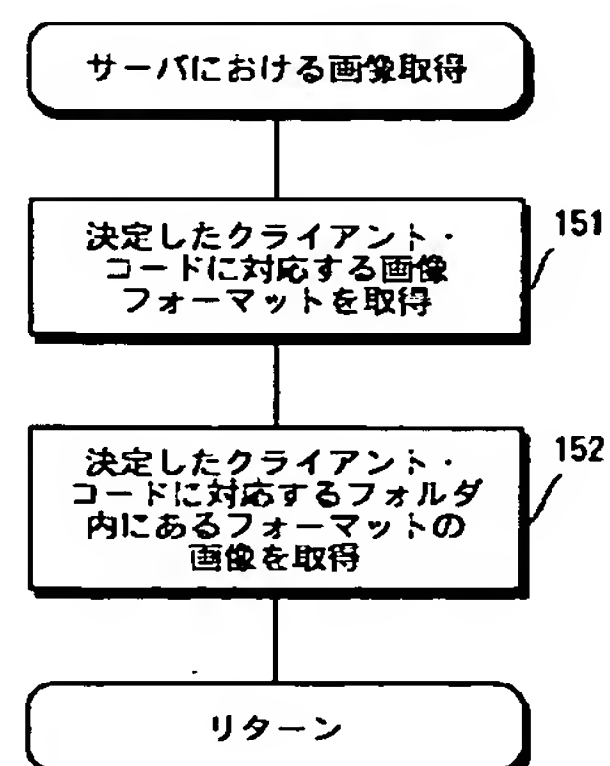 サーバにおける画像取得
決定したクライアント・
コードに対応する画像
フォーマットを取得
151
決定したクライアント・
コードに対応するフォルダ
内にあるフォーマットの
画像を取得
152
リターン